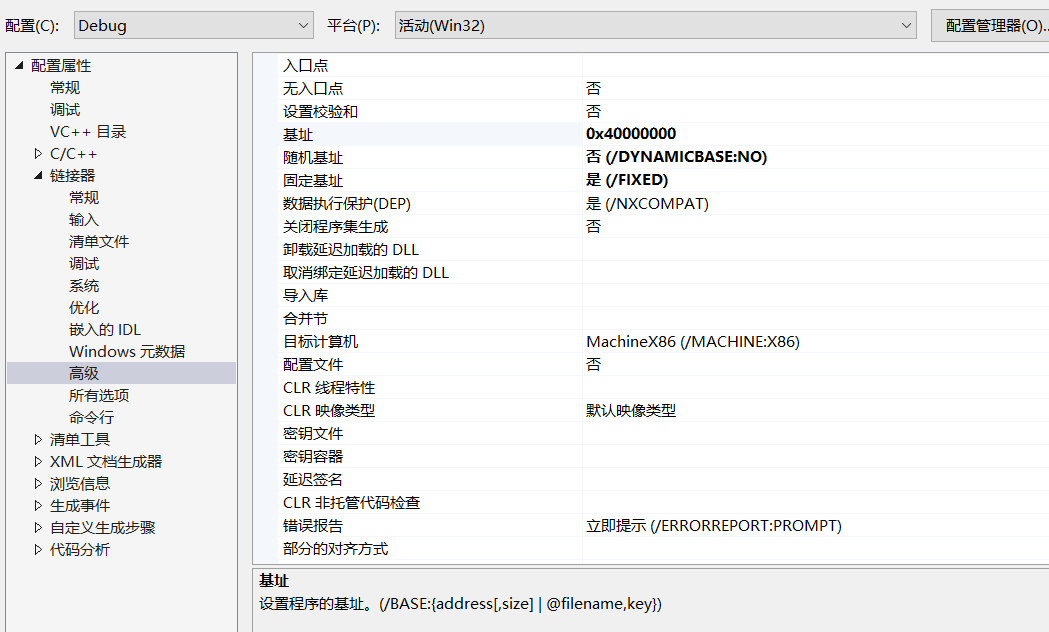 配置(C): Debug 平台(P): 活动(Win32) 配置管理器(O)..
配置属性
常规
调试
VC++ 目录
C/C++
链接器
常规
输入
清单文件
调试
系统
优化
嵌入的 IDL
Windows 元数据
高级
所有选项
命令行
清单工具
XML 文档生成器
浏览信息
生成事件
自定义生成步骤
代码分析
入口点
无入口点 否
设置校验和 否
基址 0x40000000
随机基址 否 (/DYNAMICBASE:NO)
固定基址 是 (/FIXED)
数据执行保护(DEP) 是 (/NXCOMPAT)
关闭程序集生成 否
卸载延迟加载的 DLL
取消绑定延迟加载的 DLL
导入库
合并节
目标计算机 MachineX86 (/MACHINE:X86)
配置文件 否
CLR 线程特性
CLR 映像类型 默认映像类型
密钥文件
密钥容器
延迟签名
CLR 非托管代码检查
错误报告 立即提示 (/ERRORREPORT:PROMPT)
部分的对齐方式
基址
设置程序的基址。(/BASE:{address[,size] | @filename,key})